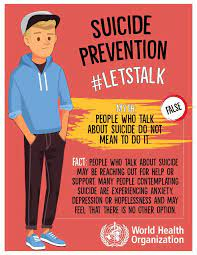 SUICIDE
PREVENTION
#LETSTALK
MYTH:
FALSE
PEOPLE WHO TALK
ABOUT SUICIDE DO NOT
MEAN TO DO IT.
FACT: PEOPLE WHO TALK ABOUT SUICIDE
MAY BE REACHING OUT FOR HELP OR
SUPPORT. MANY PEOPLE CONTEMPLATING
SUICIDE ARE EXPERIENCING ANXIETY,
DEPRESSION OR HOPELESSNESS AND MAY
FEEL THAT THERE IS NO OTHER OPTION.
World Health
Organization